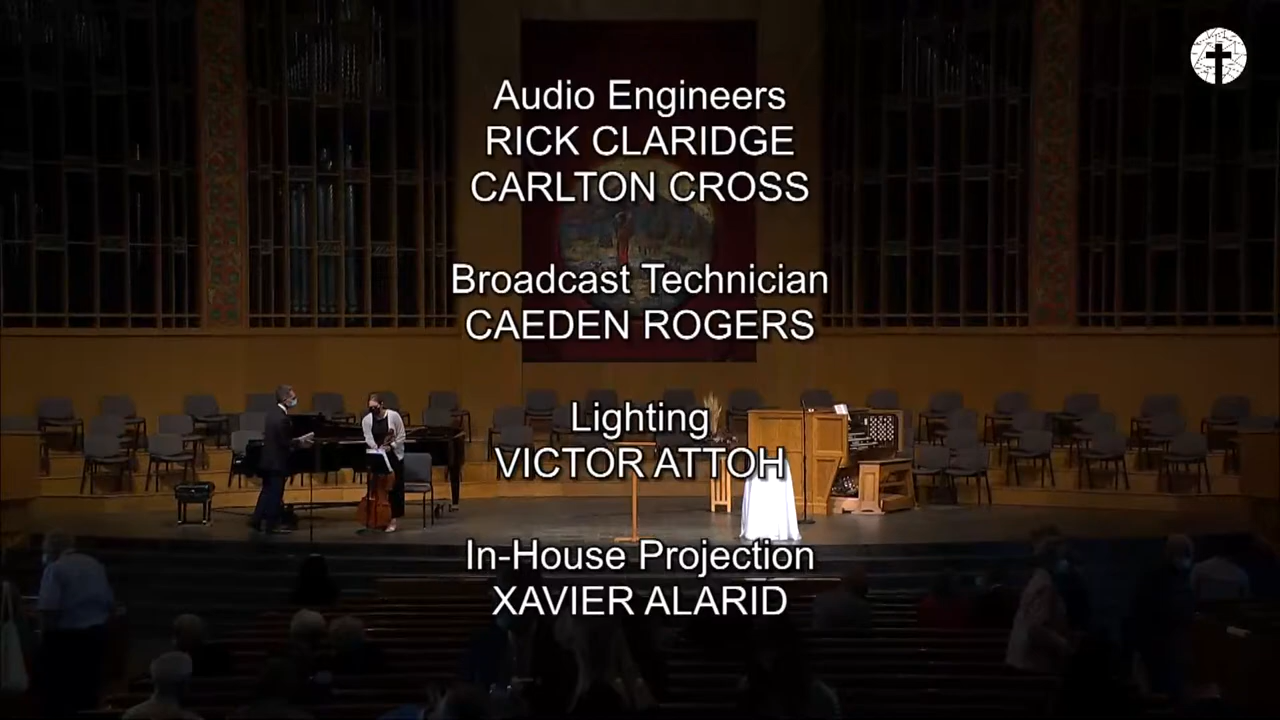 Audio Engineers
RICK CLARIDGE
CARLTON CROSS
Broadcast Technician
CAEDEN ROGERS
Lighting
VICTOR ATTOH
In-House Projection
XAVIER ALARID